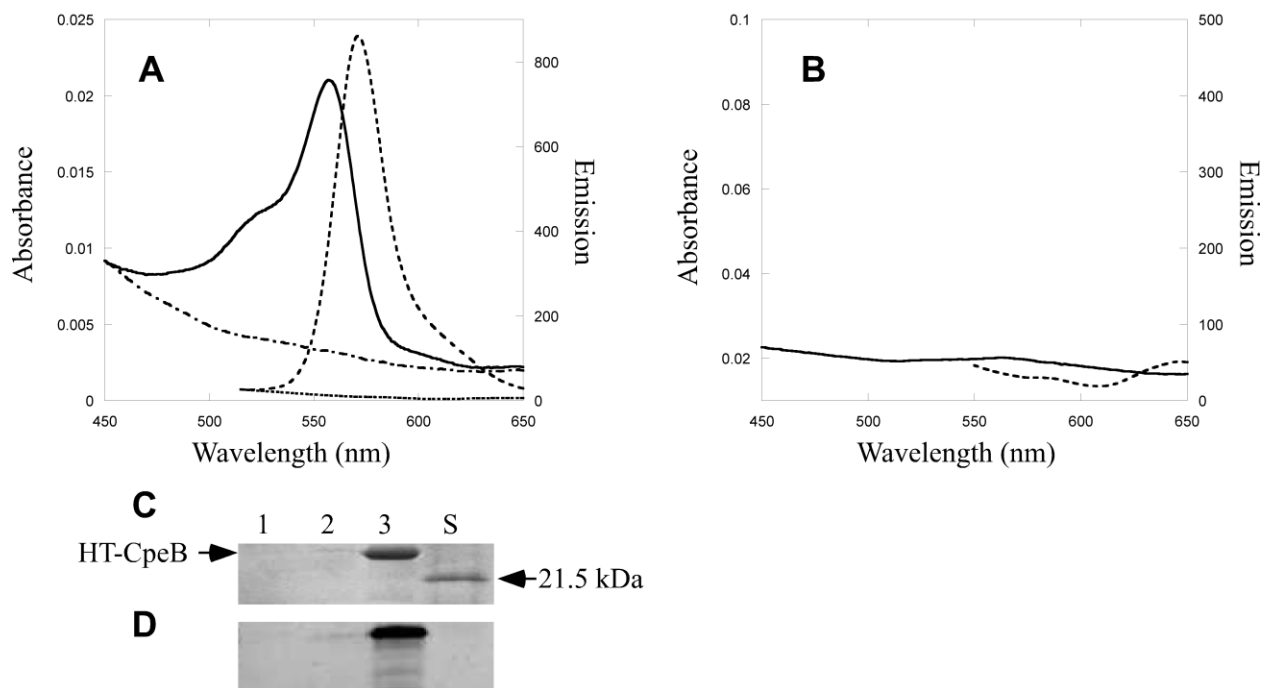 A
0.025
0.02
0.015
0.01
0.005
0
Absorbance
800
600
400
200
0
Emission
450
500
550
600
650
Wavelength (nm)
B
0.1
0.08
0.06
0.04
0.02
Absorbance
500
400
300
200
100
0
Emission
450
500
550
600
650
Wavelength (nm)
C
1 2 3 S
HT-CpeB
21.5 kDa
D